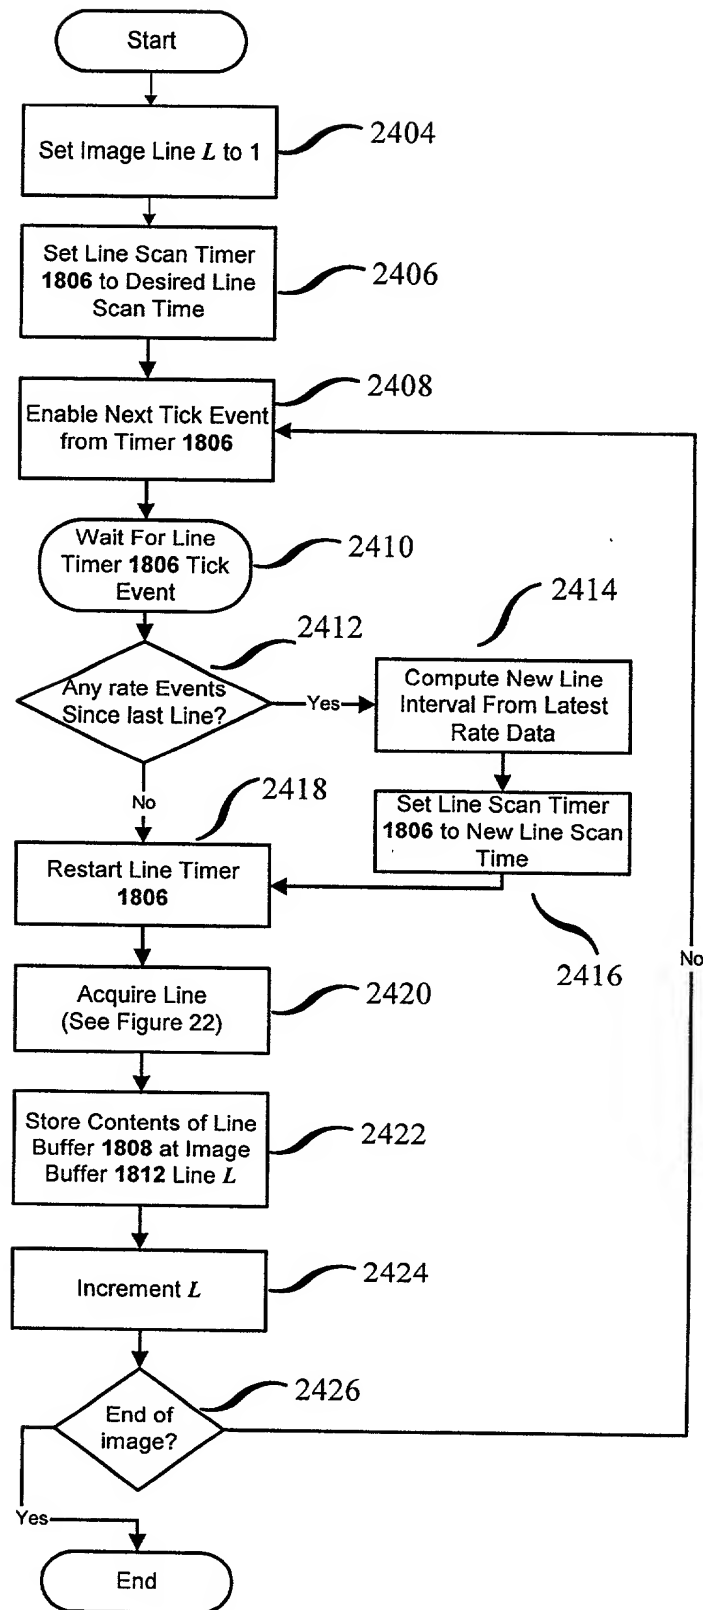 Start
Set Image Line L to 1
2404
Set Line Scan Timer
1806 to Desired Line
Scan Time
2406
Enable Next Tick Event
from Timer 1806
2408
Wait For Line
Timer 1806 Tick
Event
2410
Any rate Events
Since last Line?
2412
Yes
Compute New Line
Interval From Latest
Rate Data
2414
Set Line Scan Timer
1806 to New Line Scan
Time
2416
No
Restart Line Timer
1806
2418
Acquire Line
(See Figure 22)
2420
Store Contents of Line
Buffer 1808 at Image
Buffer 1812 Line L
2422
Increment L
2424
End of
image?
2426
No
Yes
End